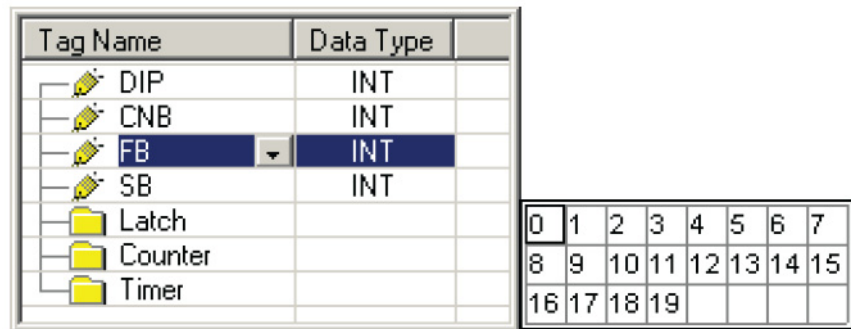 Tag Name Data Type
DIP INT
CNB INT
FB INT
SB INT
Latch
Counter
Timer
0 1 2 3 4 5 6 7
8 9 10 11 12 13 14 15
16 17 18 19